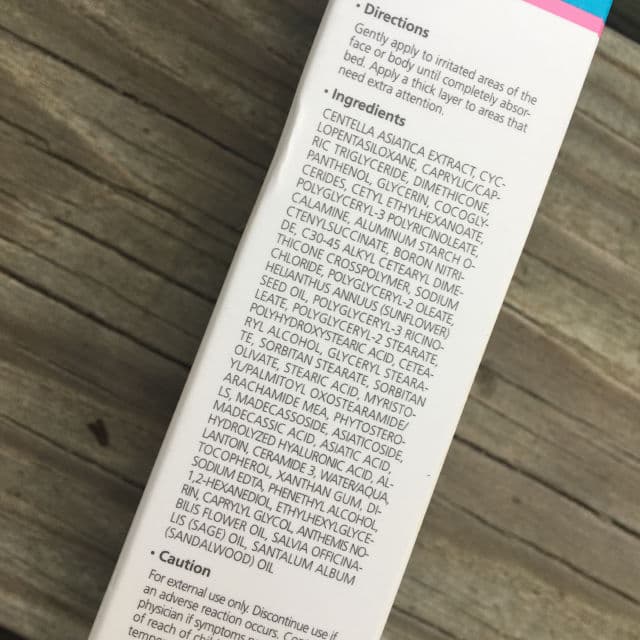 • Directions
Gently apply to irritated areas of the
face or body until completely absor-
bed. Apply a thick layer to areas that
need extra attention.
• Ingredients
CENTELLA ASIATICA EXTRACT, CYC-
LOPENTASILOXANE, CAPRYLIC/CAP-
RIC TRIGLYCERIDE, DIMETHICONE,
PANTHENOL, GLYCERIN, COCOGLY-
CERIDES, CETYL ETHYLHEXANOATE,
POLYGLYCERYL-3 POLYRICINOLEATE,
CALAMINE, ALUMINUM STARCH O-
CTENYLSUCCINATE, BORON NITRI-
DE, C30-45 ALKYL CETEARYL DIME-
THICONE CROSSPOLYMER, SODIUM
CHLORIDE, POLYGLYCERYL-2 OLEATE,
HELIANTHUS ANNUUS (SUNFLOWER)
SEED OIL, POLYGLYCERYL-3 RICINO-
LEATE, POLYGLYCERYL-2 STEARATE,
POLYHYDROXYSTEARIC ACID, CETEA-
RYL ALCOHOL, GLYCERYL STEARA-
TE, SORBITAN STEARATE, SORBITAN
OLIVATE, STEARIC ACID, MYRISTO-
YUPALMITOYL OXOSTEARAMIDE/
ARACHAMIDE MEA, PHYTOSTERO-
LS, MADECASSOSIDE, ASIATICOSIDE,
MADECASSIC ACID, ASIATIC ACID,
HYDROLYZED HYALURONIC ACID, AL-
LANTOIN, CERAMIDE 3, WATER/AQUA,
TOCOPHEROL, XANTHAN GUM, DI-
SODIUM EDTA, PHENETHYL ALCOHOL,
1,2-HEXANEDIOL, ETHYLHEXYLGLYCE-
RIN, CAPRYLYL GLYCOL, ANTHEMIS NO-
BILIS FLOWER OIL, SALVIA OFFICINA-
LIS (SAGE) OIL, SANTALUM ALBUM
(SANDALWOOD) OIL
• Caution
For external use only. Discontinue use if
an adverse reaction occurs.
physician if symptoms
of reach of